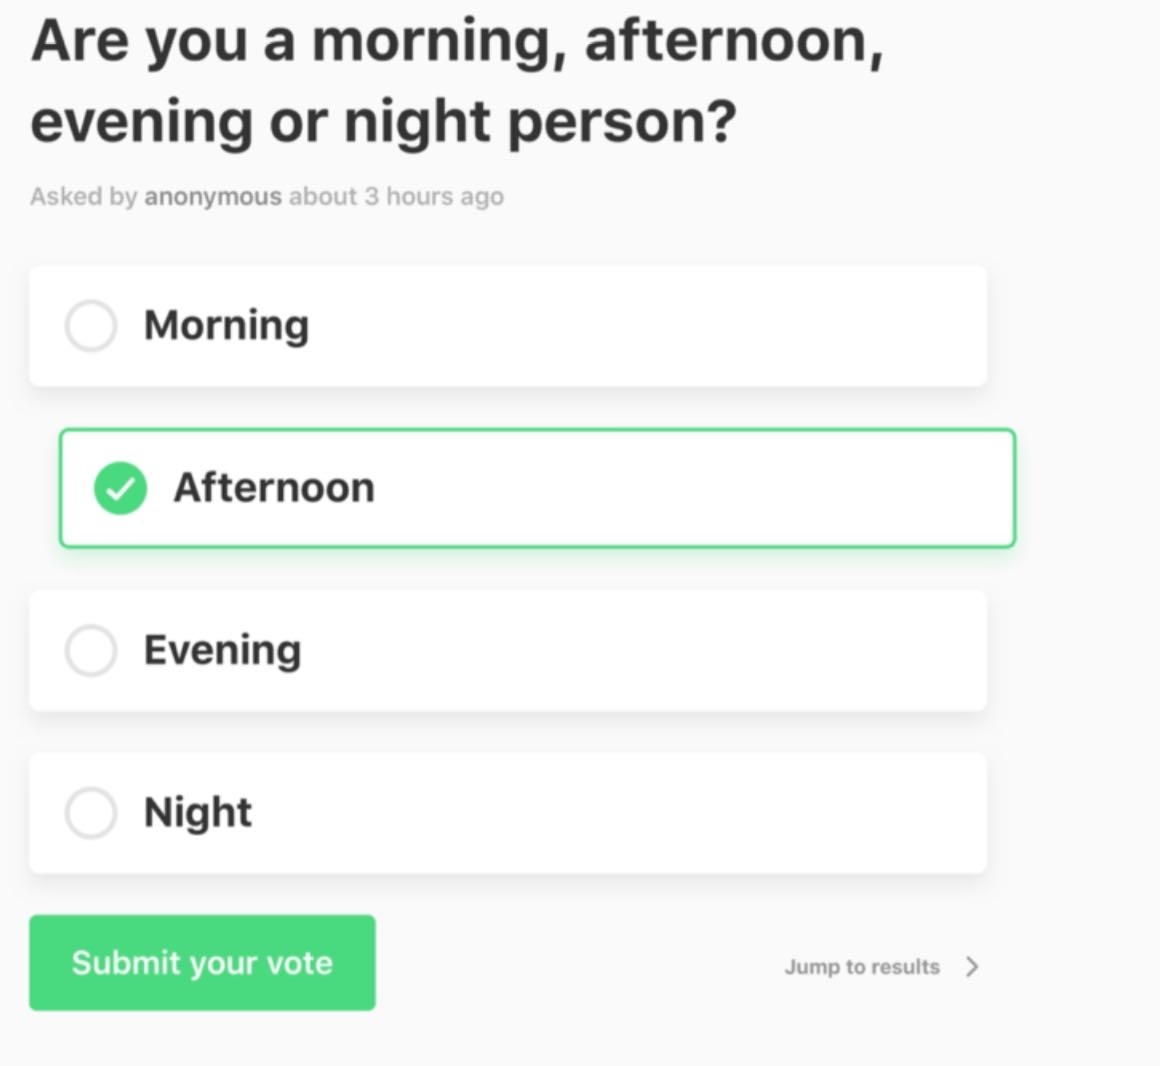 Are you a morning, afternoon,
evening or night person?
Asked by anonymous about 3 hours ago
Morning
Afternoon
Evening
Night
Submit your vote
Jump to results